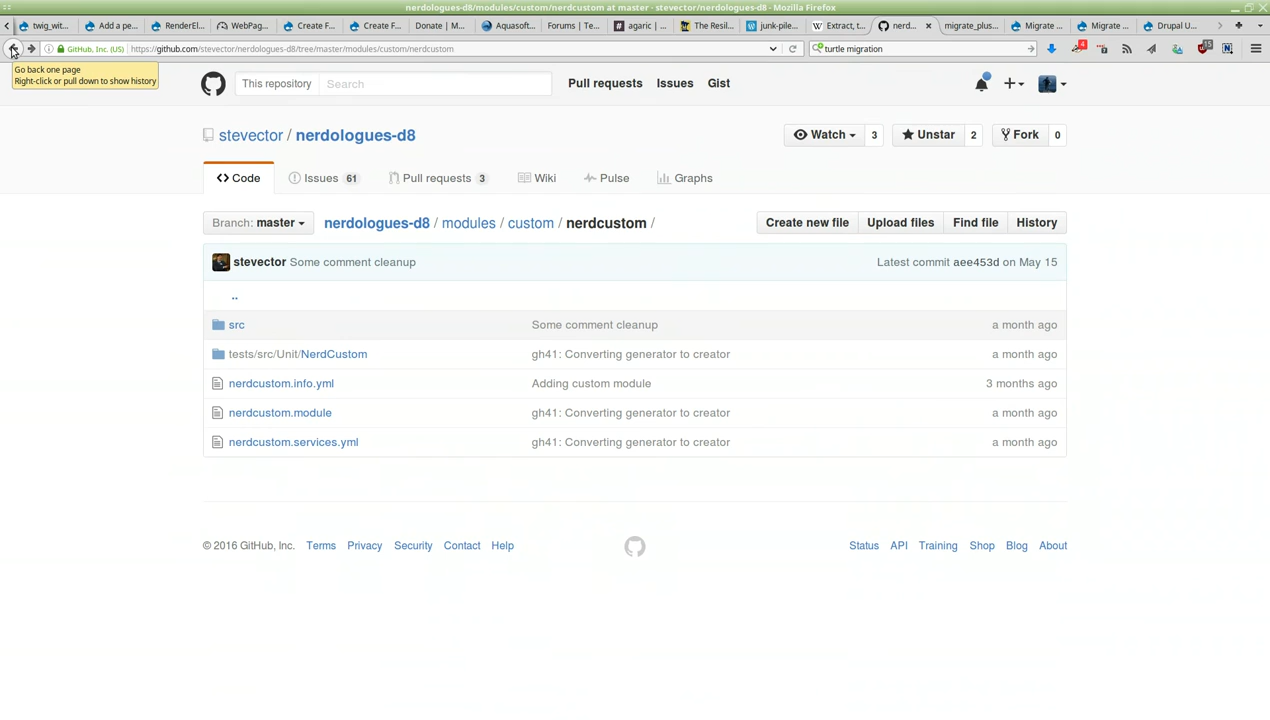 nerdologues-d8/modules/custom/nerdcustom at master · stevector/nerdologues-d8 - Mozilla Firefox
twig_wit... Add a pe... RenderEl... WebPag... Create F... Create F... Donate | M... Aquasoft... Forums | Te... agaric | ... The Resil... junk-pile... Extract, t... nerd... migrate_plus... Migrate ... Migrate ... Drupal U...
GitHub, Inc. (US) https://github.com/stevector/nerdologues-d8/tree/master/modules/custom/nerdcustom turtle migration 4 15
Go back one page
Right-click or pull down to show history
This repository Search Pull requests Issues Gist
stevector / nerdologues-d8 Watch 3 Unstar 2 Fork 0
Code Issues 61 Pull requests 3 Wiki Pulse Graphs
Branch: master nerdologues-d8 / modules / custom / nerdcustom / Create new file Upload files Find file History
stevector Some comment cleanup Latest commit aee453d on May 15
..
src Some comment cleanup a month ago
tests/src/Unit/NerdCustom gh41: Converting generator to creator a month ago
nerdcustom.info.yml Adding custom module 3 months ago
nerdcustom.module gh41: Converting generator to creator a month ago
nerdcustom.services.yml gh41: Converting generator to creator a month ago
© 2016 GitHub, Inc. Terms Privacy Security Contact Help Status API Training Shop Blog About